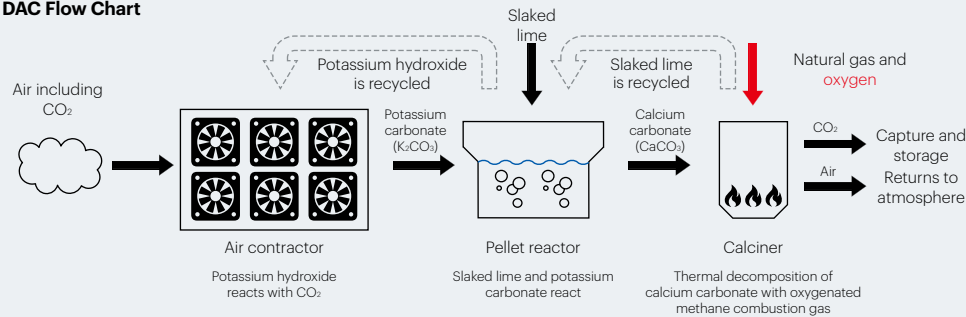 DAC Flow Chart
Slaked
lime
Potassium hydroxide
is recycled
Slaked lime
is recycled
Natural gas and
oxygen
Air including
CO₂
Potassium
carbonate
(K₂CO₃)
Calcium
carbonate
(CaCO₃)
CO₂
Capture and
storage
Air
Returns to
atmosphere
Air contractor
Pellet reactor
Calciner
Potassium hydroxide
reacts with CO₂
Slaked lime and potassium
carbonate react
Thermal decomposition of
calcium carbonate with oxygenated
methane combustion gas